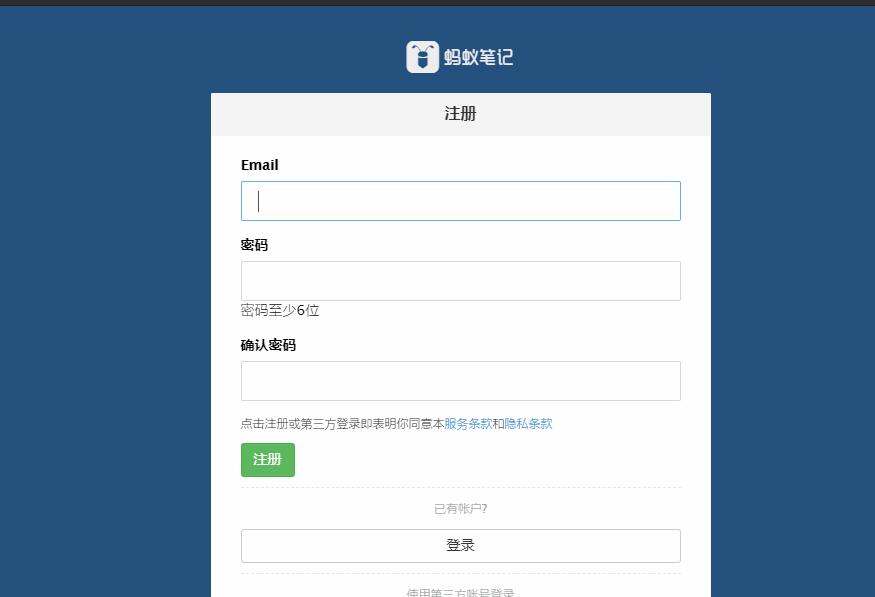 蚂蚁笔记
注册
Email
密码
密码至少6位
确认密码
点击注册或第三方登录即表明你同意本服务条款和隐私条款
注册
已有帐户?
登录
使用第三方账号登录